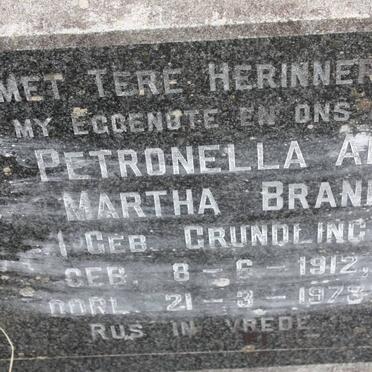 MET TERE HERINNER
MY EGGENOTE EN ONS
PETRONELLA A
MARTHA BRAN
(GEB GRUNDLING
GEB. 8-6-1912,
OORL. 21-3-1973
RUS IN VREDE